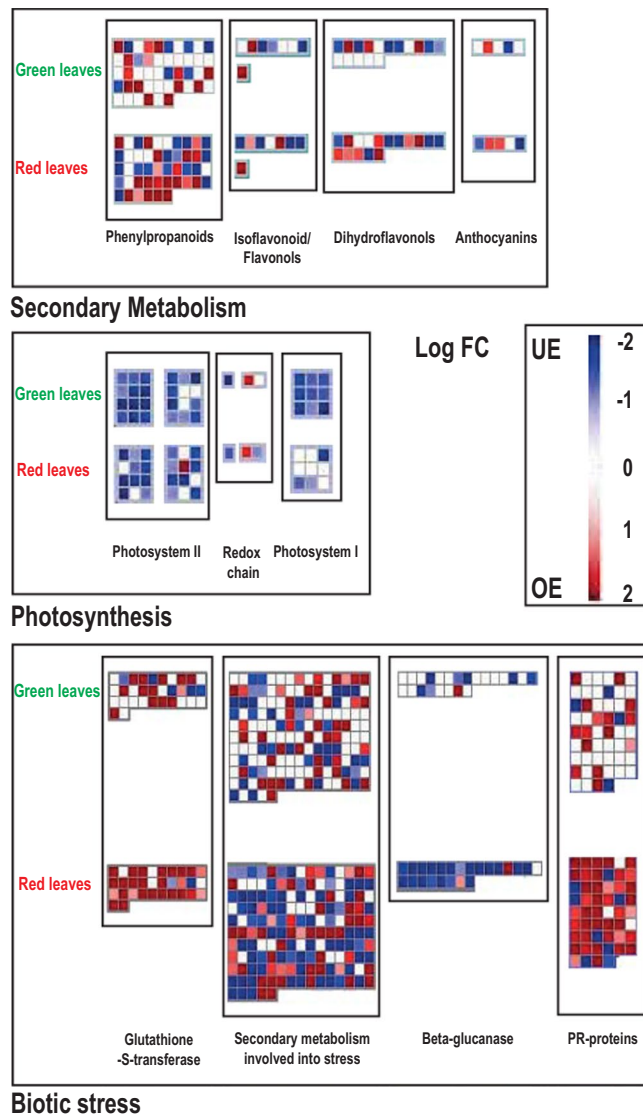 Green leaves
Red leaves
Phenylpropanoids
Isoflavonoid/
Flavonols
Dihydroflavonols
Anthocyanins
Secondary Metabolism
Log FC
UE
OE
-2
-1
0
1
2
Green leaves
Red leaves
Photosystem II
Redox
chain
Photosystem I
Photosynthesis
Green leaves
Red leaves
Glutathione
-S-transferase
Secondary metabolism
involved into stress
Beta-glucanase
PR-proteins
Biotic stress